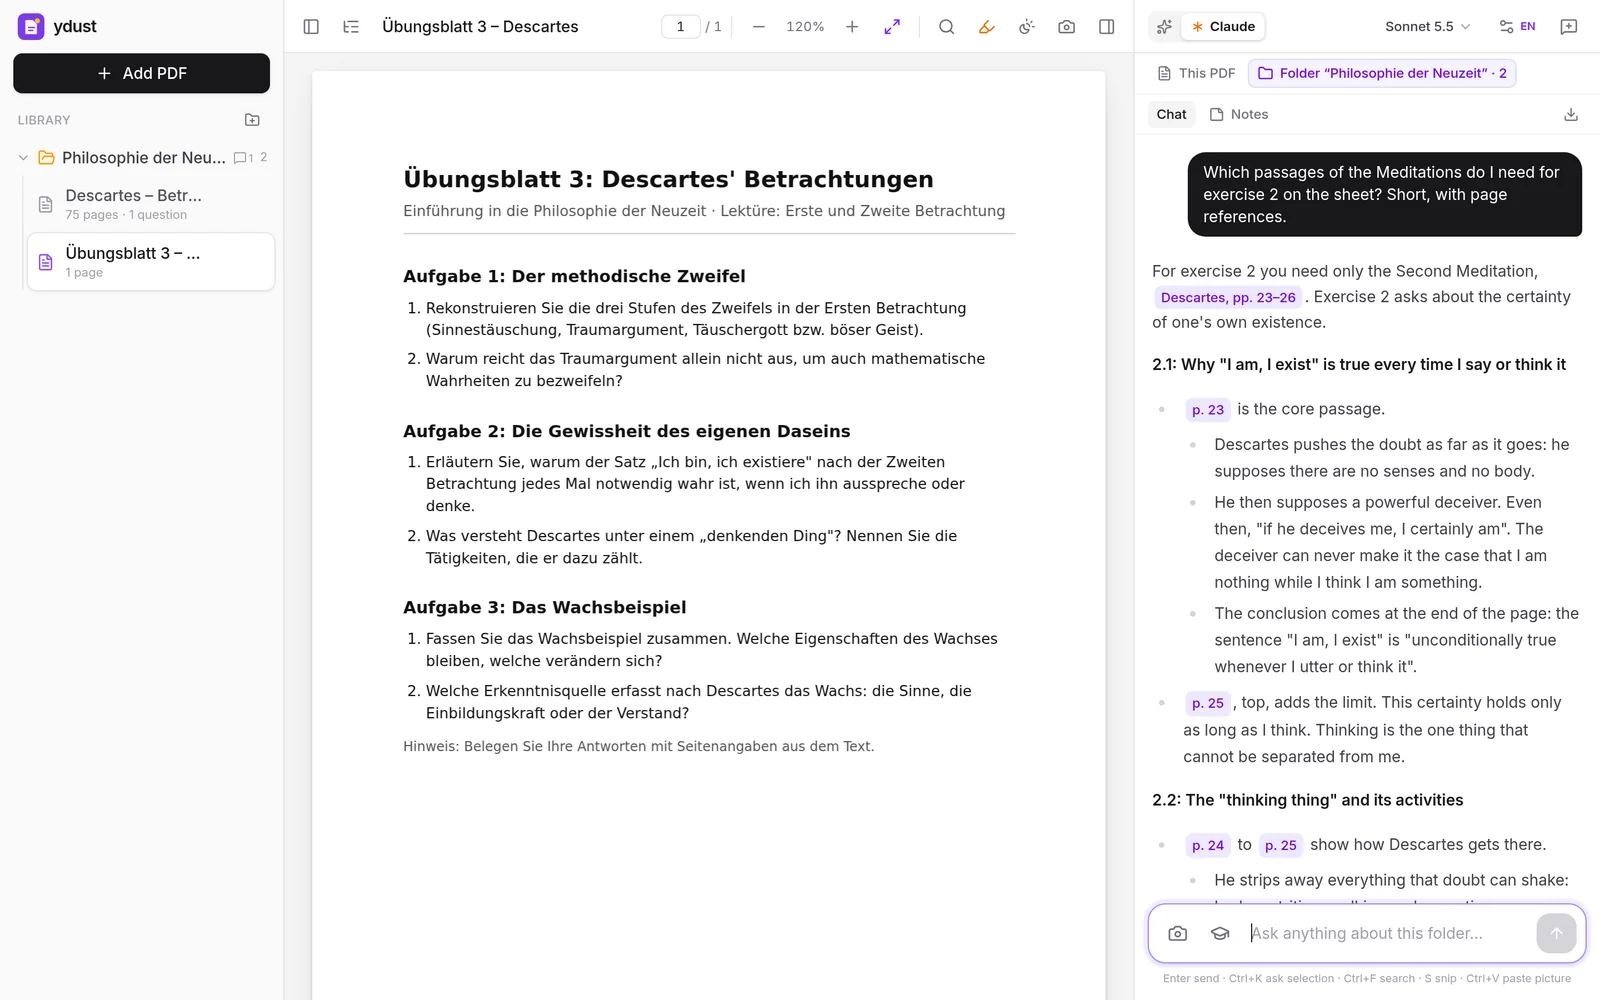 ydust
Add PDF
LIBRARY
Philosophie der Neu... 1 2
Descartes – Betr...
75 pages · 1 question
Übungsblatt 3 – ...
1 page
Übungsblatt 3 – Descartes
1 / 1
120%
Übungsblatt 3: Descartes' Betrachtungen
Einführung in die Philosophie der Neuzeit · Lektüre: Erste und Zweite Betrachtung
Aufgabe 1: Der methodische Zweifel
1. Rekonstruieren Sie die drei Stufen des Zweifels in der Ersten Betrachtung
(Sinnestäuschung, Traumargument, Täuschergott bzw. böser Geist).
2. Warum reicht das Traumargument allein nicht aus, um auch mathematische
Wahrheiten zu bezweifeln?
Aufgabe 2: Die Gewissheit des eigenen Daseins
1. Erläutern Sie, warum der Satz „Ich bin, ich existiere" nach der Zweiten
Betrachtung jedes Mal notwendig wahr ist, wenn ich ihn ausspreche oder
denke.
2. Was versteht Descartes unter einem „denkenden Ding"? Nennen Sie die
Tätigkeiten, die er dazu zählt.
Aufgabe 3: Das Wachsbeispiel
1. Fassen Sie das Wachsbeispiel zusammen. Welche Eigenschaften des Wachses
bleiben, welche verändern sich?
2. Welche Erkenntnisquelle erfasst nach Descartes das Wachs: die Sinne, die
Einbildungskraft oder der Verstand?
Hinweis: Belegen Sie Ihre Antworten mit Seitenangaben aus dem Text.
Claude
Sonnet 5.5
EN
This PDF
Folder “Philosophie der Neuzeit” · 2
Chat
Notes
Which passages of the Meditations do I need for
exercise 2 on the sheet? Short, with page
references.
For exercise 2 you need only the Second Meditation,
Descartes, pp. 23–26 . Exercise 2 asks about the certainty
of one's own existence.
2.1: Why "I am, I exist" is true every time I say or think it
p. 23 is the core passage.
Descartes pushes the doubt as far as it goes: he
supposes there are no senses and no body.
He then supposes a powerful deceiver. Even
then, "if he deceives me, I certainly am". The
deceiver can never make it the case that I am
nothing while I think I am something.
The conclusion comes at the end of the page: the
sentence "I am, I exist" is "unconditionally true
whenever I utter or think it".
p. 25 , top, adds the limit. This certainty holds only
as long as I think. Thinking is the one thing that
cannot be separated from me.
2.2: The "thinking thing" and its activities
p. 24 to p. 25 show how Descartes gets there.
He strips away everything that doubt can shake:
Ask anything about this folder...
Enter send · Ctrl+K ask selection · Ctrl+F search · S snip · Ctrl+V paste picture